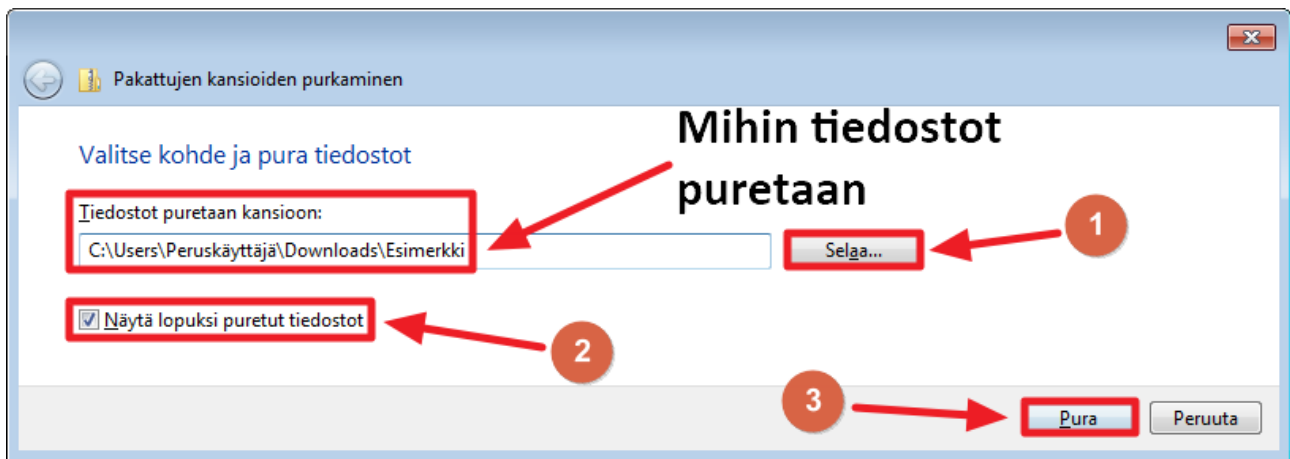 Pakattujen kansioiden purkaminen
Mihin tiedostot
puretaan
Valitse kohde ja pura tiedostot
Tiedostot puretaan kansioon:
C:\Users\Peruskäyttäjä\Downloads\Esimerkki
Selaa...
1
Näytä lopuksi puretut tiedostot
2
3
Pura
Peruuta